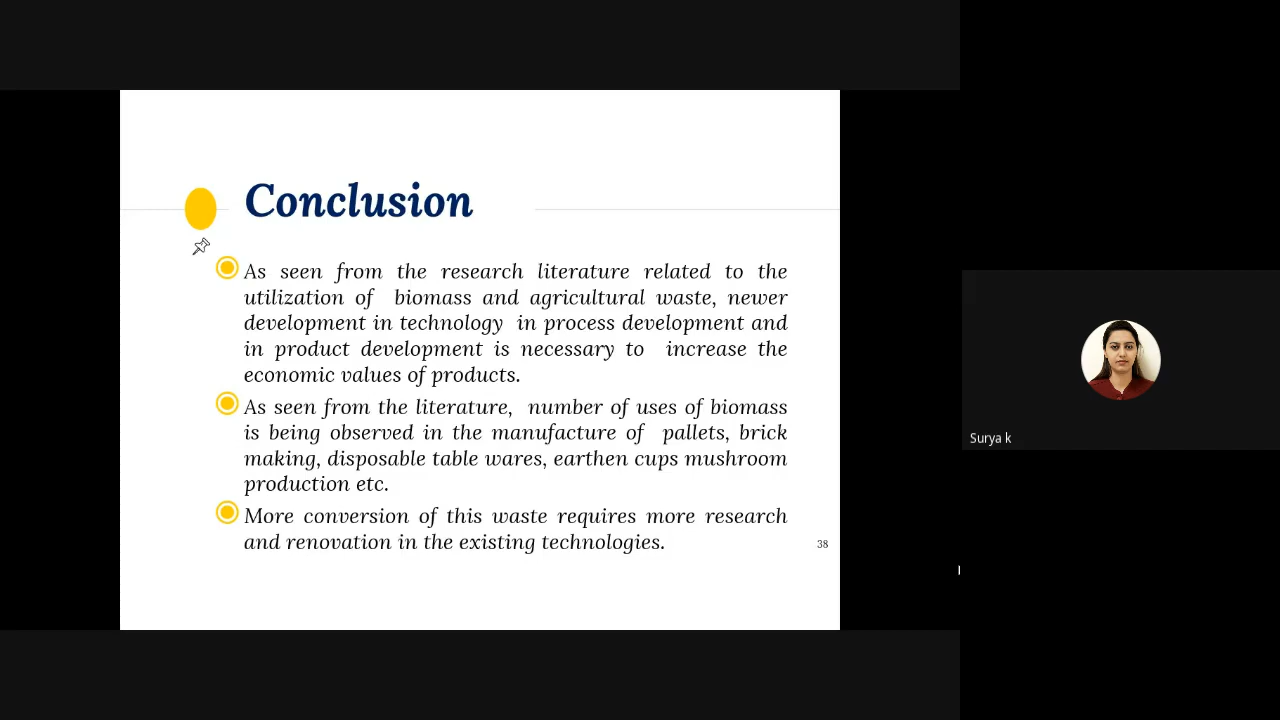 Conclusion
As seen from the research literature related to the
utilization of biomass and agricultural waste, newer
development in technology in process development and
in product development is necessary to increase the
economic values of products.
As seen from the literature, number of uses of biomass
is being observed in the manufacture of pallets, brick
making, disposable table wares, earthen cups mushroom
production etc.
More conversion of this waste requires more research
and renovation in the existing technologies.
38
Surya k